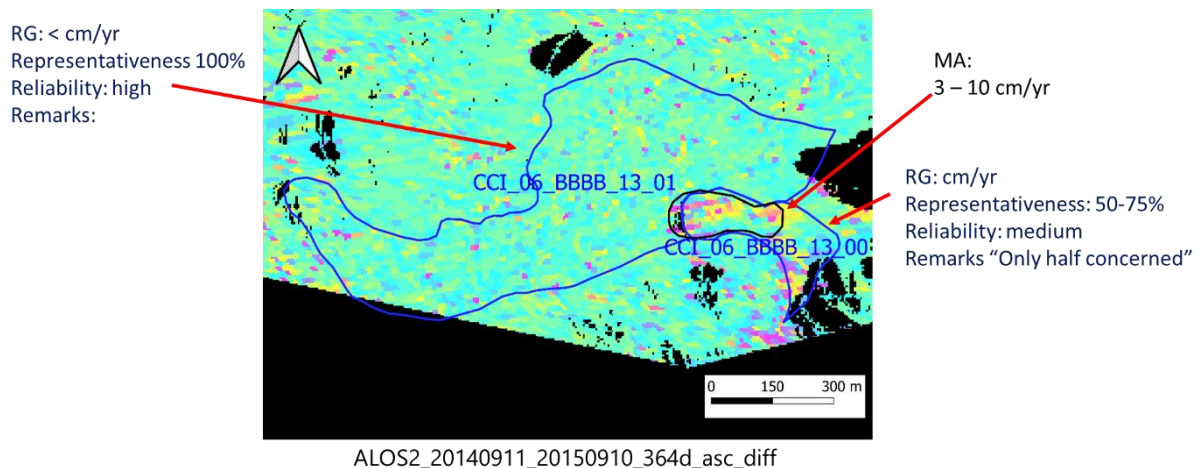 RG: < cm/yr
Representativeness 100%
Reliability: high
Remarks:
MA:
3 – 10 cm/yr
CCI_06_BBBB_13_01
RG: cm/yr
Representativeness: 50-75%
Reliability: medium
Remarks “Only half concerned”
CCI_06_BBBB_13_00
0 150 300 m
ALOS2_20140911_20150910_364d_asc_diff